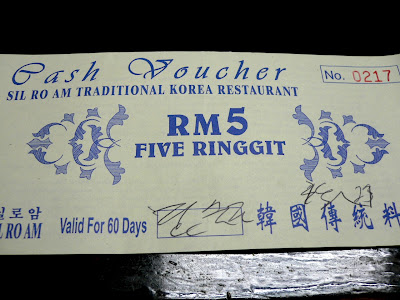 Cash Voucher
No. 0217
SIL RO AM TRADITIONAL KOREA RESTAURANT
RM5
FIVE RINGGIT
실로암
SIL RO AM
Valid For 60 Days
韓國傳統料